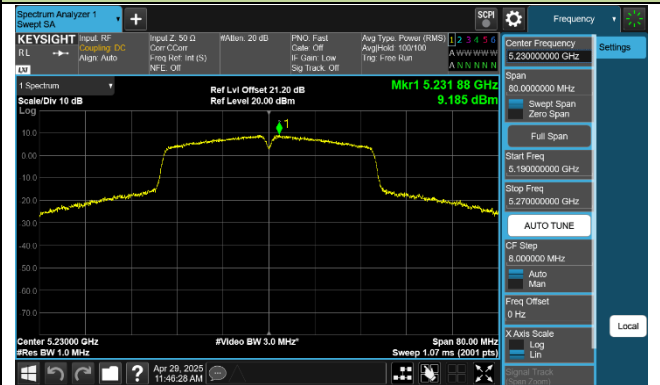 Spectrum Analyzer 1
Swept SA
SCPI
Frequency
KEYSIGHT
RL
Input: RF
Coupling: DC
Align: Auto
Input Z: 50 Ω
Corr CCorr
Freq Ref: Int (S)
NFE: Off
#Atten: 20 dB
PNO: Fast
Gate: Off
IF Gain: Low
Sig Track: Off
Avg Type: Power (RMS)
Avg|Hold: 100/100
Trig: Free Run
1 2 3 4 5 6
A W W W W W
A N N N N N
LXI
1 Spectrum
Scale/Div 10 dB
Log
Ref Lvl Offset 21.20 dB
Ref Level 20.00 dBm
Mkr1 5.231 88 GHz
9.185 dBm
1
10.0
0.00
10.0
20.0
30.0
40.0
50.0
60.0
70.0
Center 5.23000 GHz
#Res BW 1.0 MHz
#Video BW 3.0 MHz*
Span 80.00 MHz
Sweep 1.07 ms (2001 pts)
Apr 29, 2025
11:46:28 AM
Center Frequency
5.230000000 GHz
Span
80.0000000 MHz
Swept Span
Zero Span
Full Span
Start Freq
5.190000000 GHz
Stop Freq
5.270000000 GHz
AUTO TUNE
CF Step
8.000000 MHz
Auto
Man
Freq Offset
0 Hz
X Axis Scale
Log
Lin
Signal Track
(Span Zoom)
Settings
Local